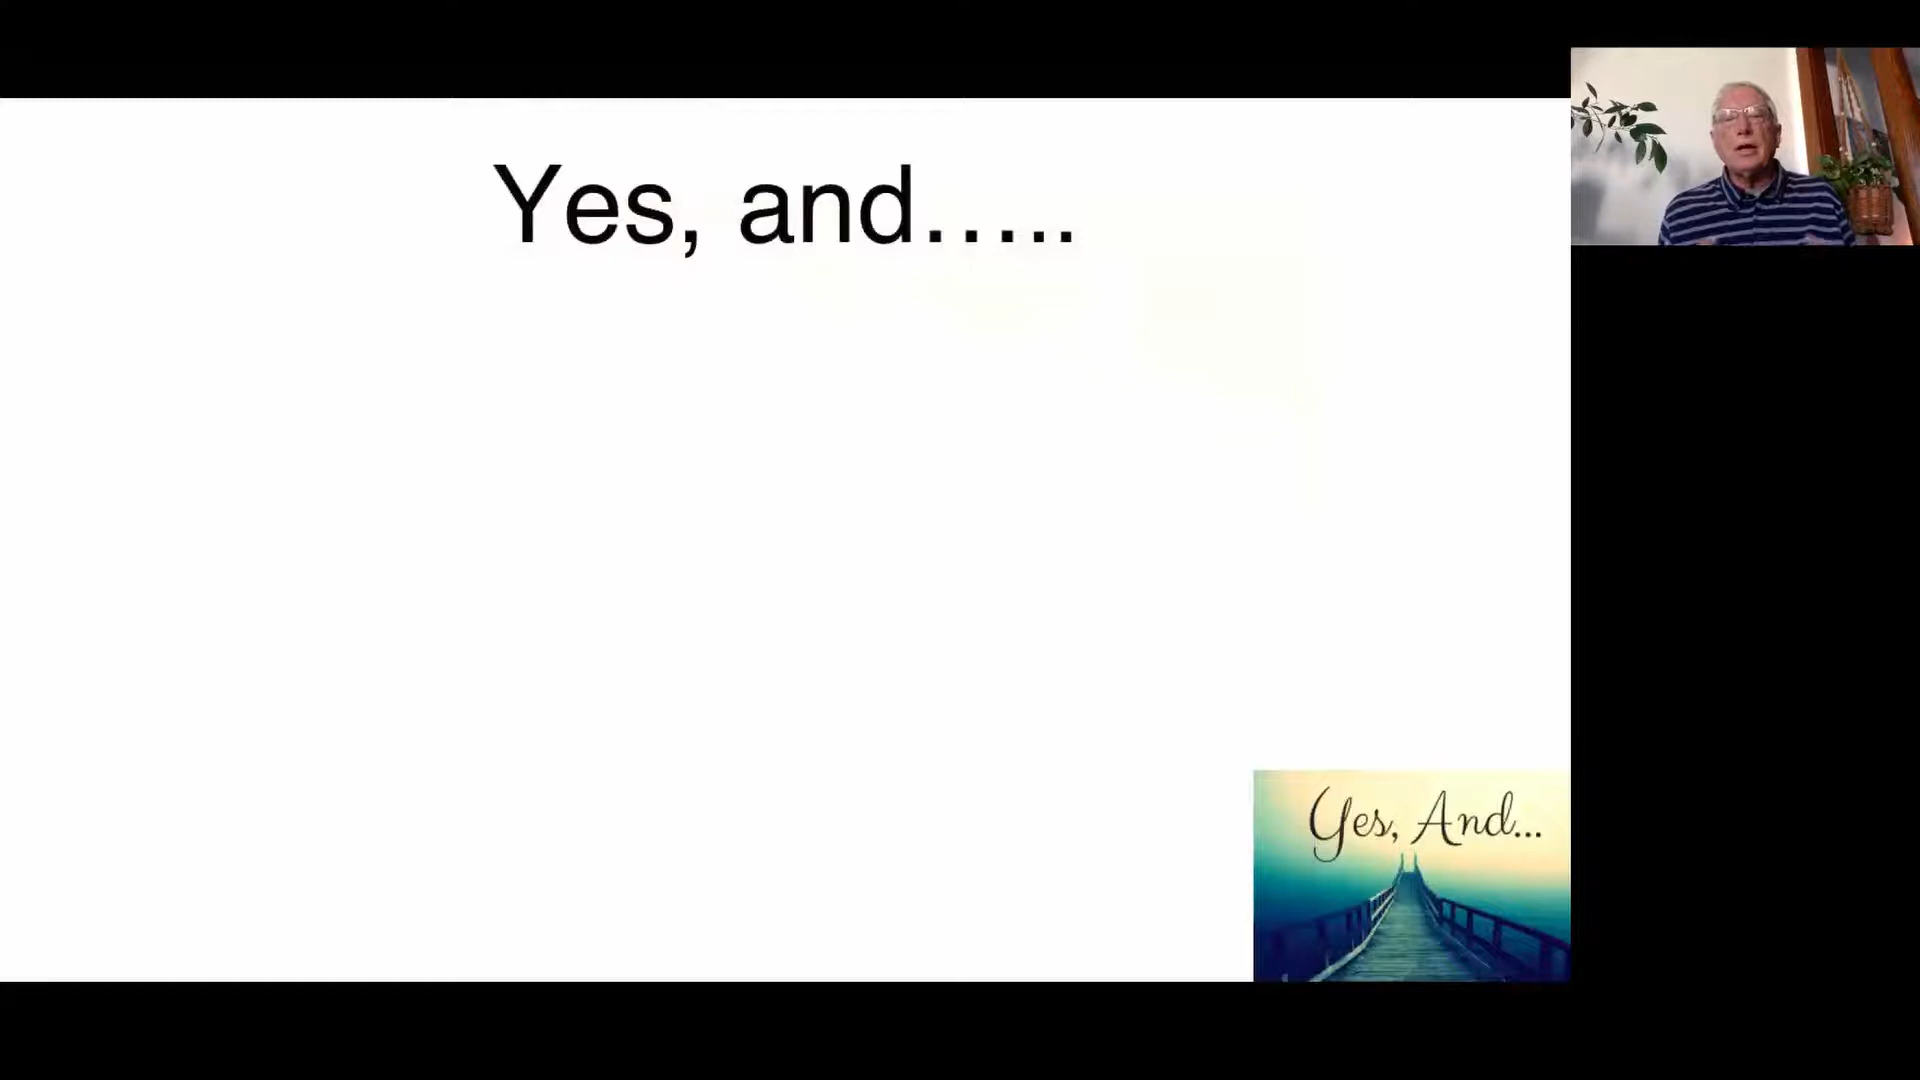 Yes, and…..
Yes, And...